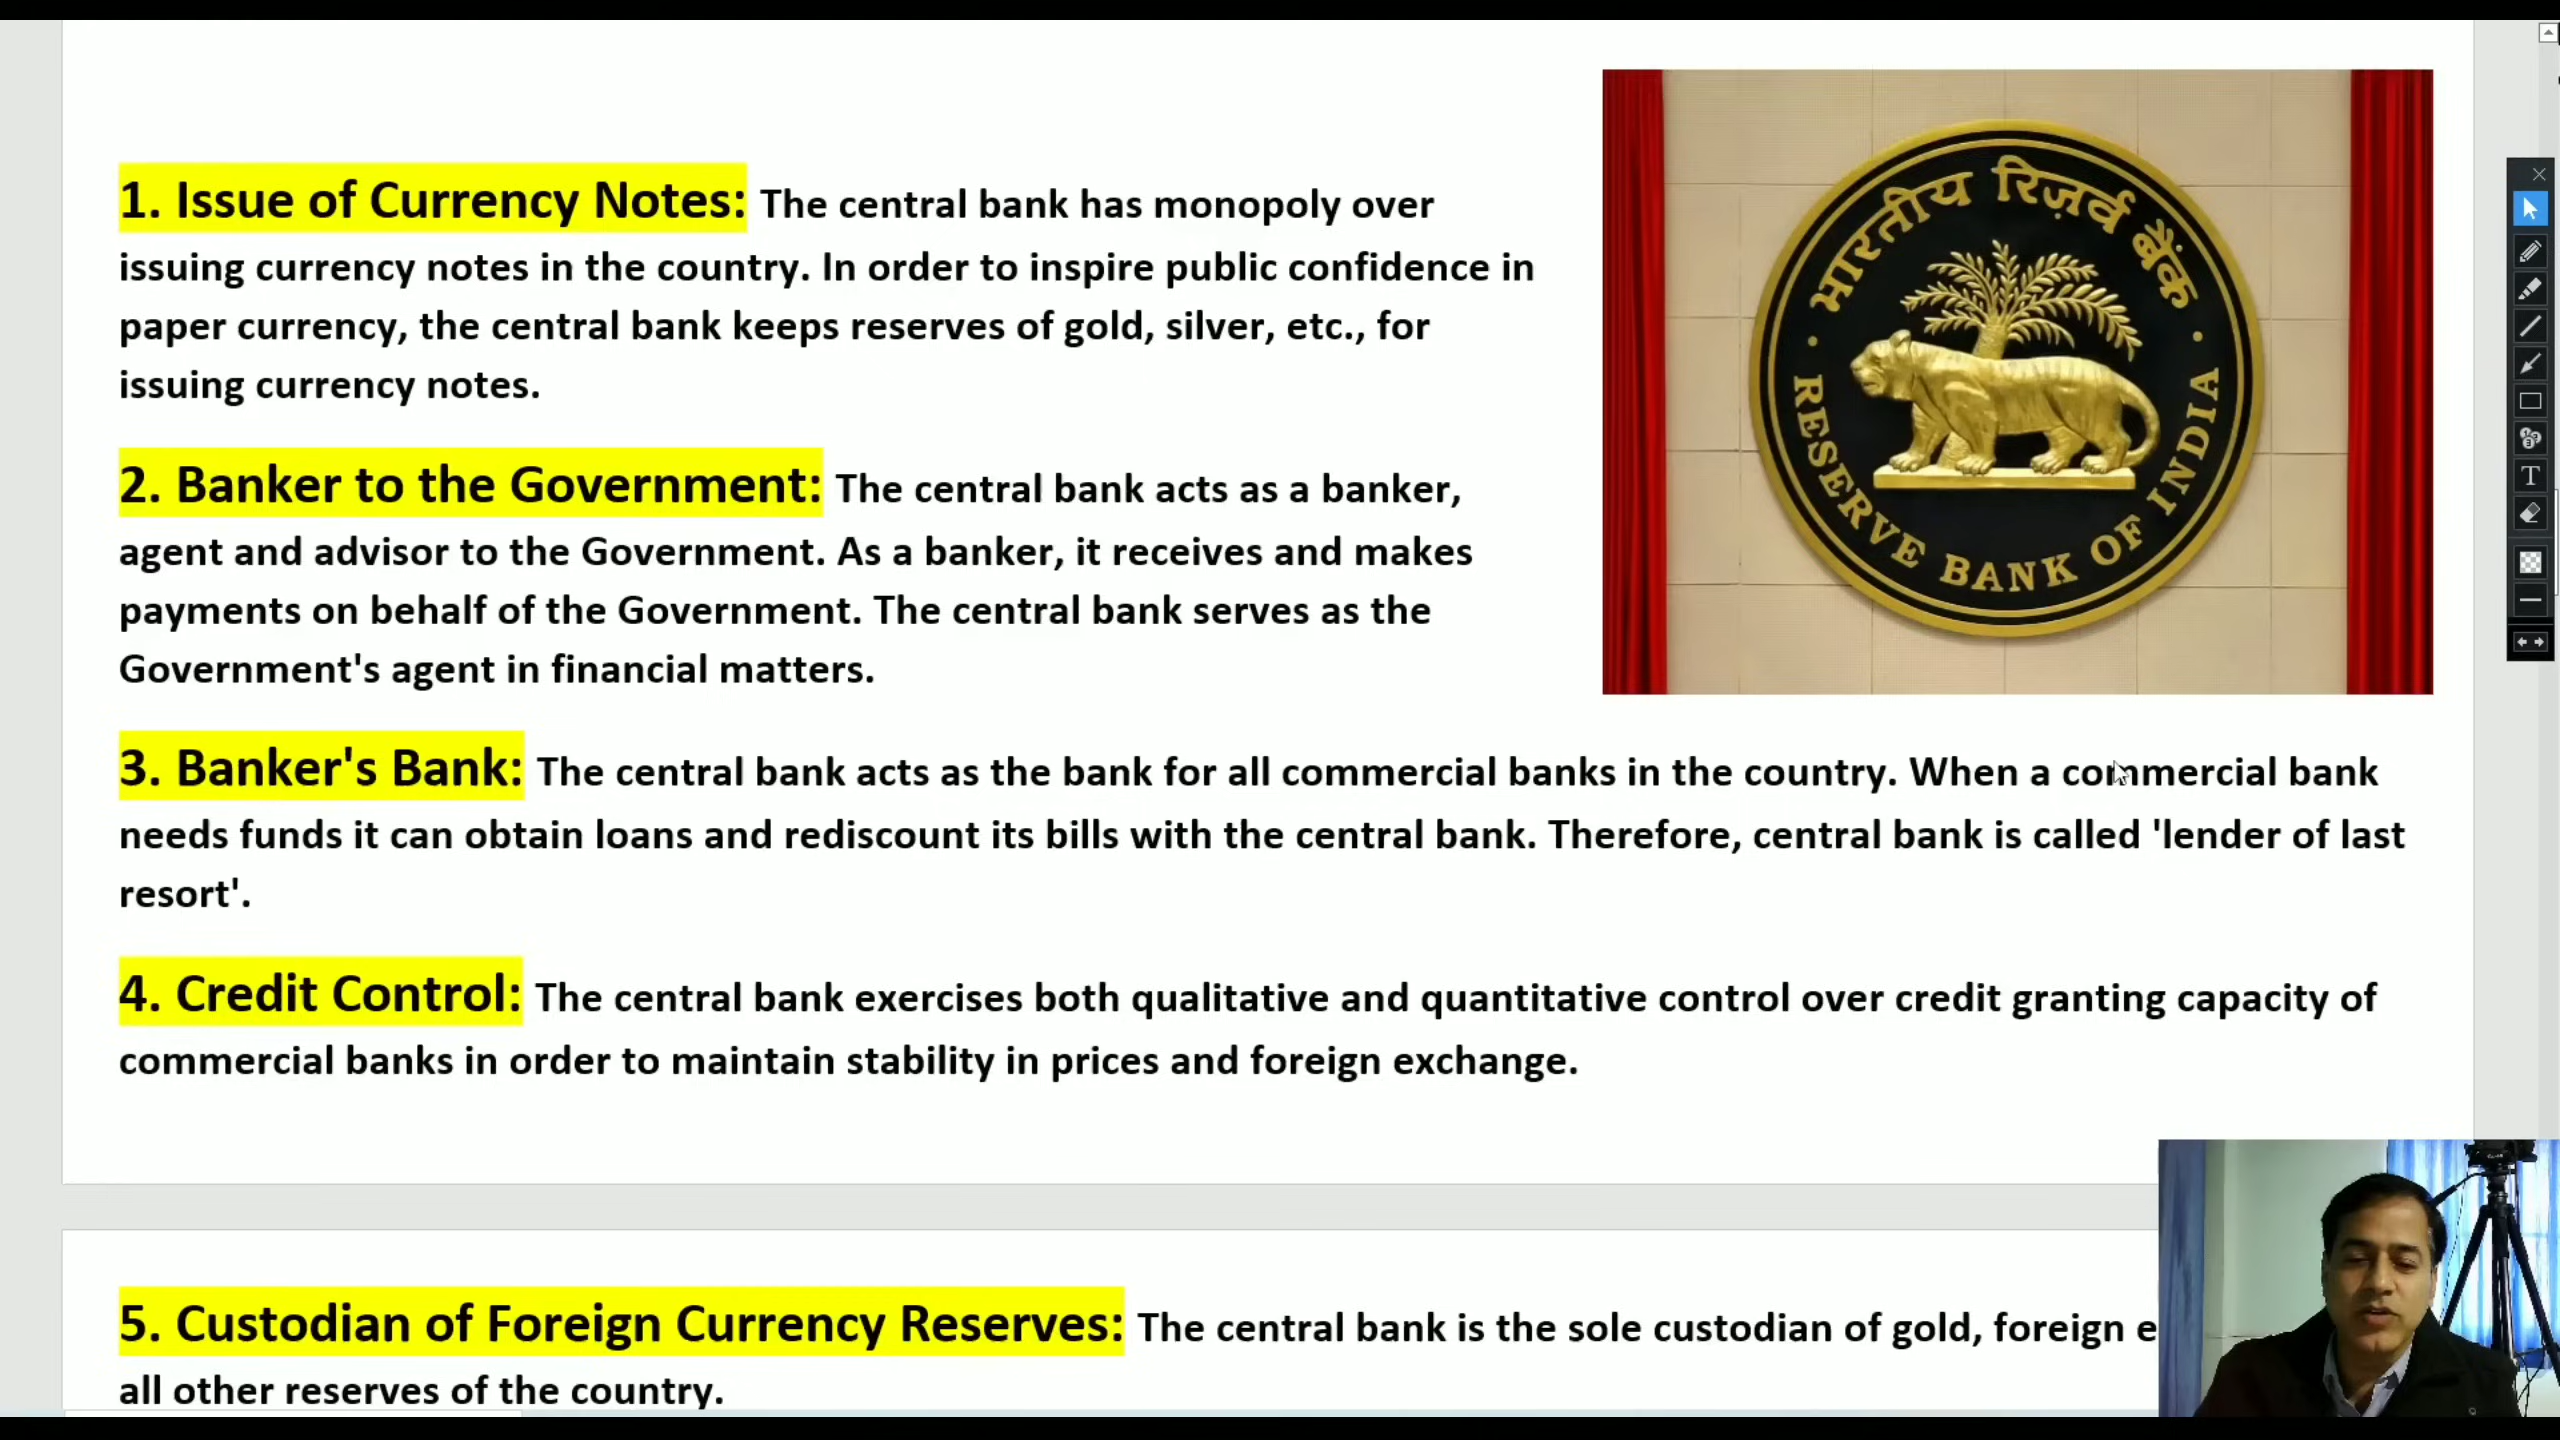 1. Issue of Currency Notes: The central bank has monopoly over
issuing currency notes in the country. In order to inspire public confidence in
paper currency, the central bank keeps reserves of gold, silver, etc., for
issuing currency notes.
भारतीय रिज़र्व बैंक
RESERVE BANK OF INDIA
2. Banker to the Government: The central bank acts as a banker,
agent and advisor to the Government. As a banker, it receives and makes
payments on behalf of the Government. The central bank serves as the
Government's agent in financial matters.
3. Banker's Bank: The central bank acts as the bank for all commercial banks in the country. When a commercial bank
needs funds it can obtain loans and rediscount its bills with the central bank. Therefore, central bank is called 'lender of last
resort'.
4. Credit Control: The central bank exercises both qualitative and quantitative control over credit granting capacity of
commercial banks in order to maintain stability in prices and foreign exchange.
5. Custodian of Foreign Currency Reserves: The central bank is the sole custodian of gold, foreign e
all other reserves of the country.
T